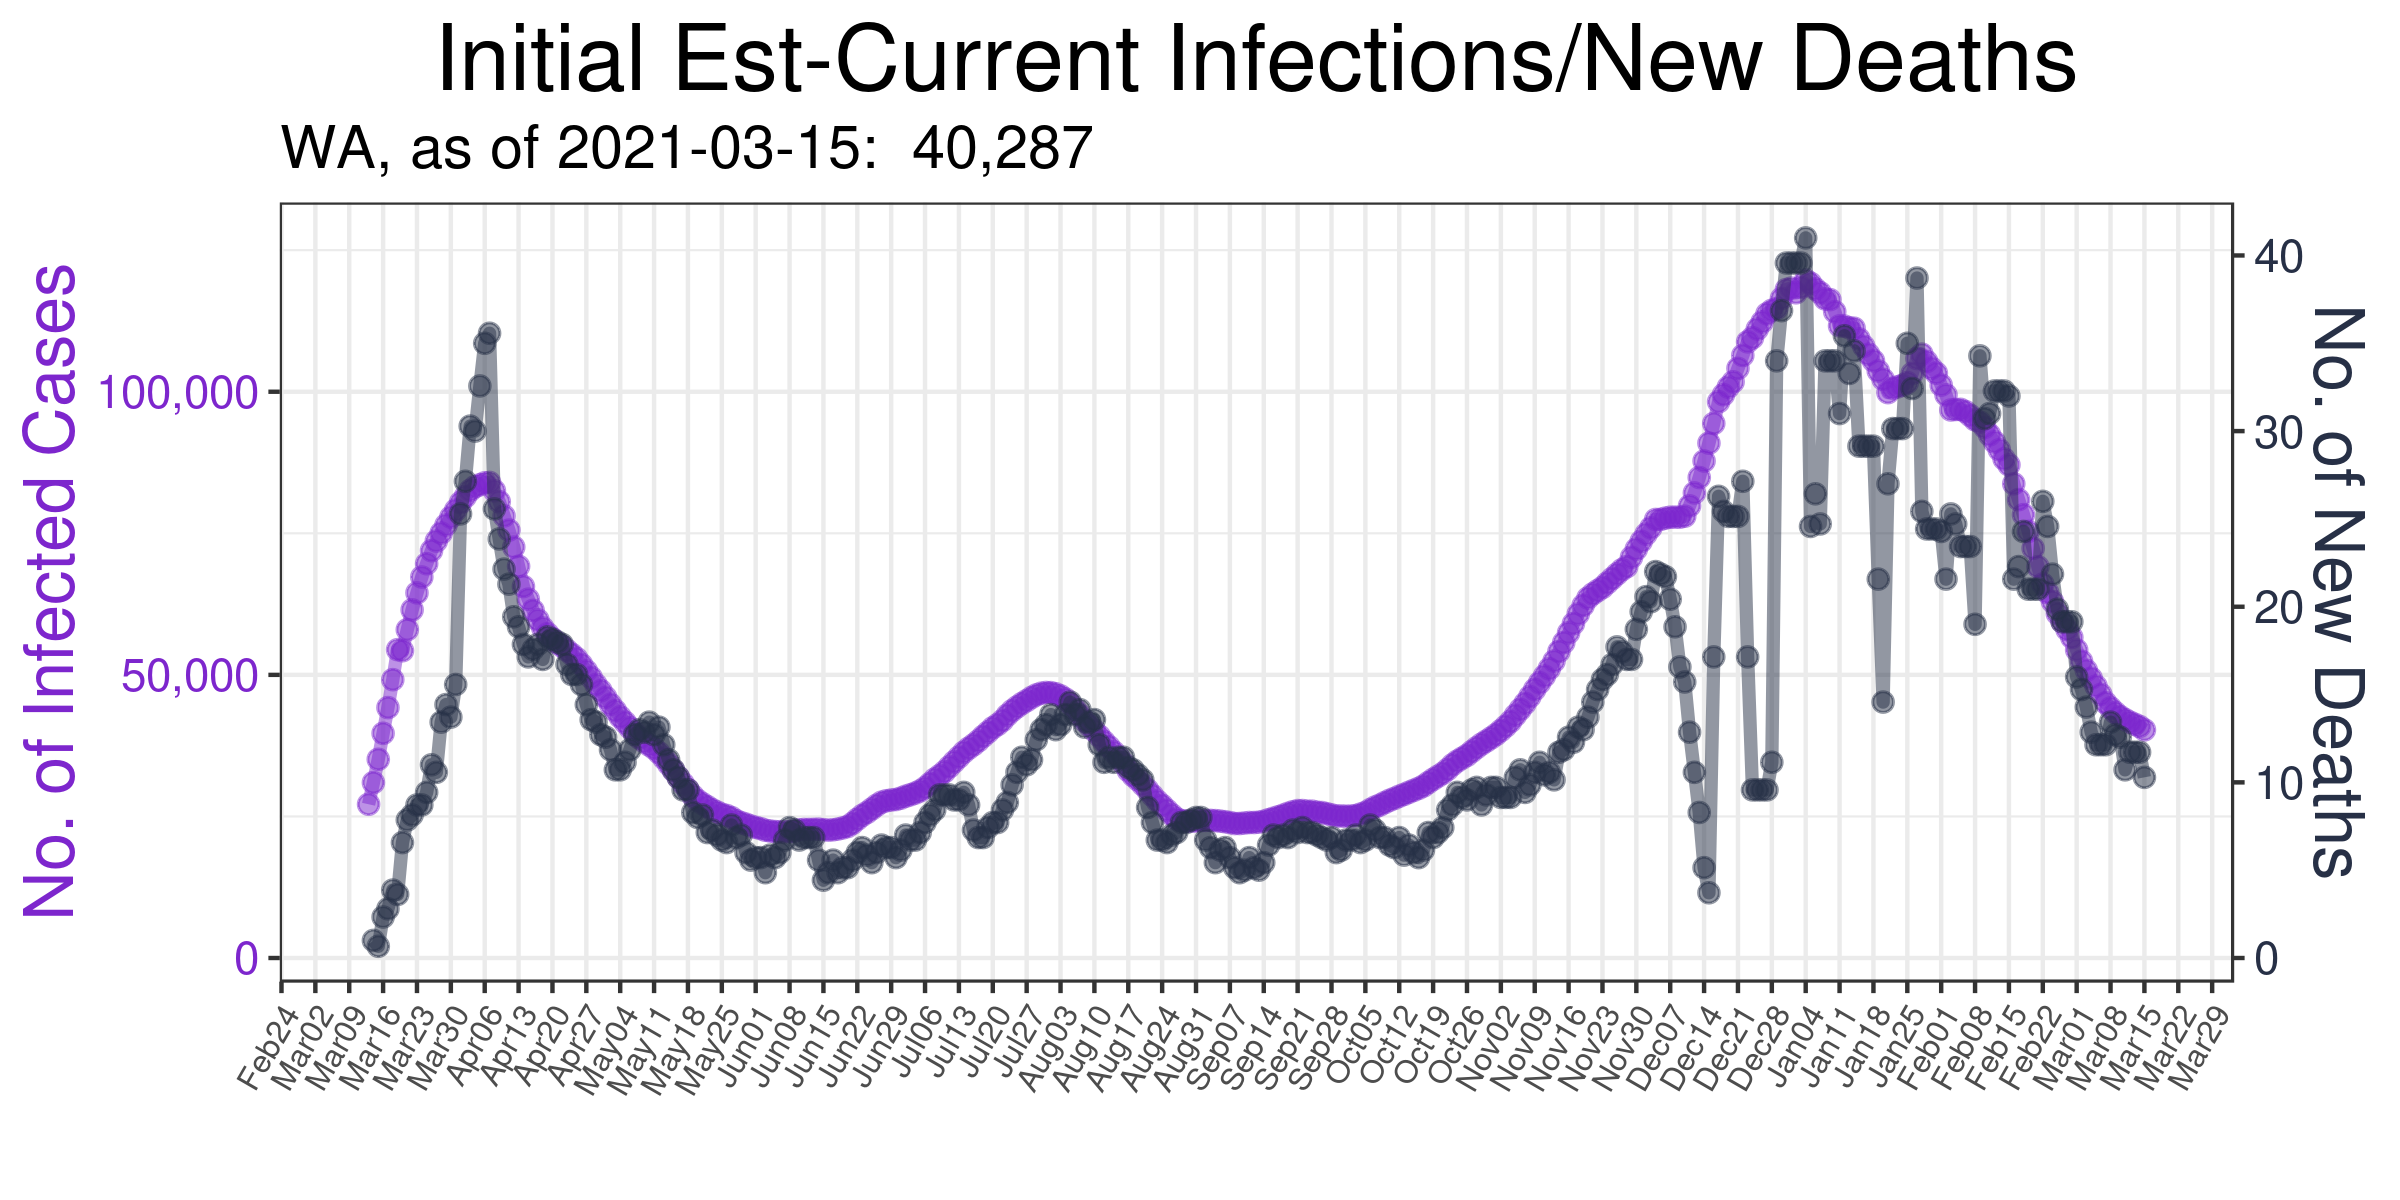 Initial Est-Current Infections/New Deaths
WA, as of 2021-03-15:  40,287
No. of Infected Cases
100,000
50,000
0
40
30
20
10
0
No. of New Deaths
Feb24
Mar02
Mar09
Mar16
Mar23
Mar30
Apr06
Apr13
Apr20
Apr27
May04
May11
May18
May25
Jun01
Jun08
Jun15
Jun22
Jun29
Jul06
Jul13
Jul20
Jul27
Aug03
Aug10
Aug17
Aug24
Aug31
Sep07
Sep14
Sep21
Sep28
Oct05
Oct12
Oct19
Oct26
Nov02
Nov09
Nov16
Nov23
Nov30
Dec07
Dec14
Dec21
Dec28
Jan04
Jan11
Jan18
Jan25
Feb01
Feb08
Feb15
Feb22
Mar01
Mar08
Mar15
Mar22
Mar29